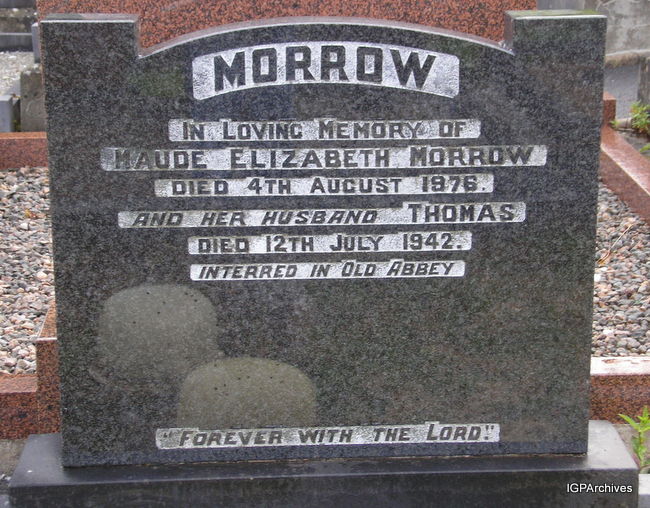 MORROW
IN LOVING MEMORY OF
MAUDE ELIZABETH MORROW
DIED 4TH AUGUST 1976.
AND HER HUSBAND THOMAS
DIED 12TH JULY 1942.
INTERRED IN OLD ABBEY
"FOREVER WITH THE LORD."
IGPArchives